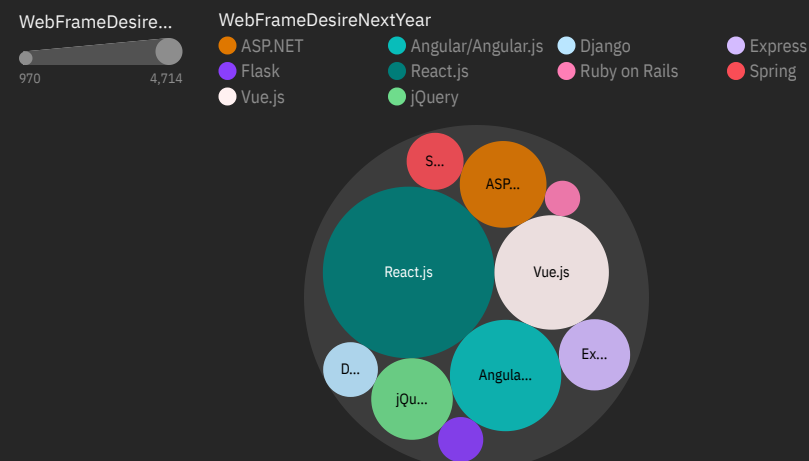 WebFrameDesire...
970 4,714
WebFrameDesireNextYear
ASP.NET Angular/Angular.js Django Express
Flask React.js Ruby on Rails Spring
Vue.js jQuery
S...
ASP...
React.js
Vue.js
Ex...
D...
Angula...
jQu...